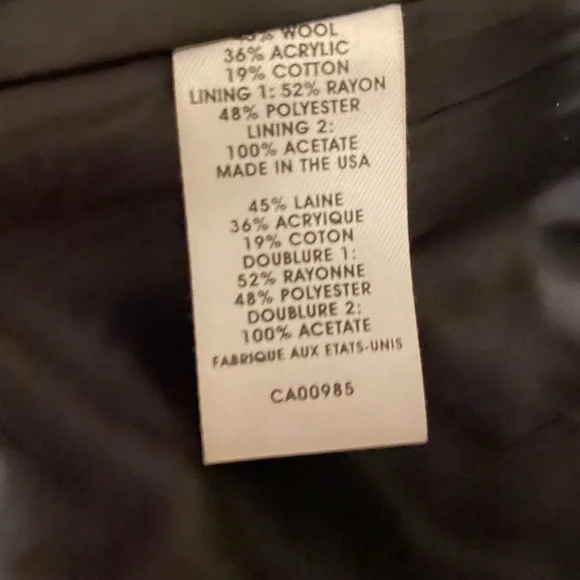 45% WOOL
36% ACRYLIC
19% COTTON
LINING 1: 52% RAYON
48% POLYESTER
LINING 2:
100% ACETATE
MADE IN THE USA
45% LAINE
36% ACRYIQUE
19% COTON
DOUBLURE 1:
52% RAYONNE
48% POLYESTER
DOUBLURE 2:
100% ACETATE
FABRIQUE AUX ETATS-UNIS
CA00985